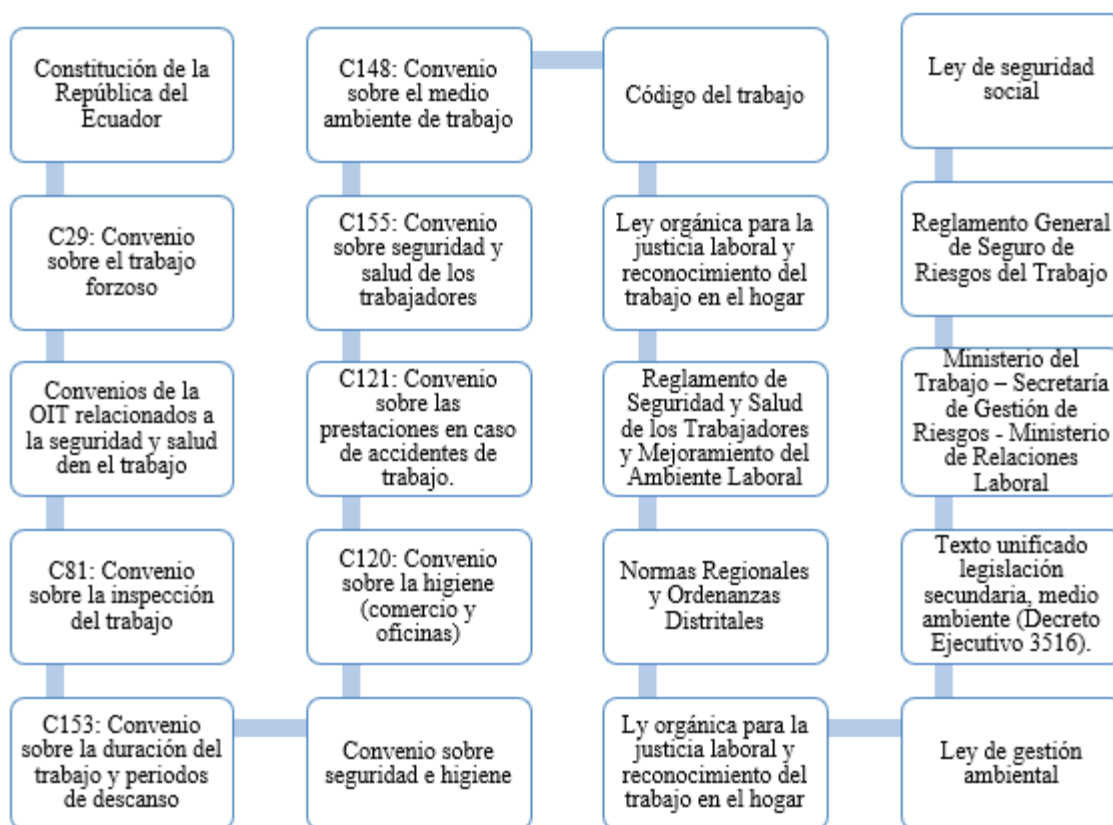 Constitución de la
República del
Ecuador
C29: Convenio
sobre el trabajo
forzoso
Convenios de la
OIT relacionados a
la seguridad y salud
den el trabajo
C81: Convenio
sobre la inspección
del trabajo
C153: Convenio
sobre la duración del
trabajo y periodos
de descanso
Convenio sobre
seguridad e higiene
C120: Convenio
sobre la higiene
(comercio y
oficinas)
C121: Convenio
sobre las
prestaciones en caso
de accidentes de
trabajo.
C155: Convenio
sobre seguridad y
salud de los
trabajadores
C148: Convenio
sobre el medio
ambiente de trabajo
Código del trabajo
Ley orgánica para la
justicia laboral y
reconocimiento del
trabajo en el hogar
Reglamento de
Seguridad y Salud
de los Trabajadores
y Mejoramiento del
Ambiente Laboral
Normas Regionales
y Ordenanzas
Distritales
Ly orgánica para la
justicia laboral y
reconocimiento del
trabajo en el hogar
Ley de gestión
ambiental
Texto unificado
legislación
secundaria, medio
ambiente (Decreto
Ejecutivo 3516).
Ministerio del
Trabajo – Secretaría
de Gestión de
Riesgos - Ministerio
de Relaciones
Laboral
Reglamento General
de Seguro de
Riesgos del Trabajo
Ley de seguridad
social